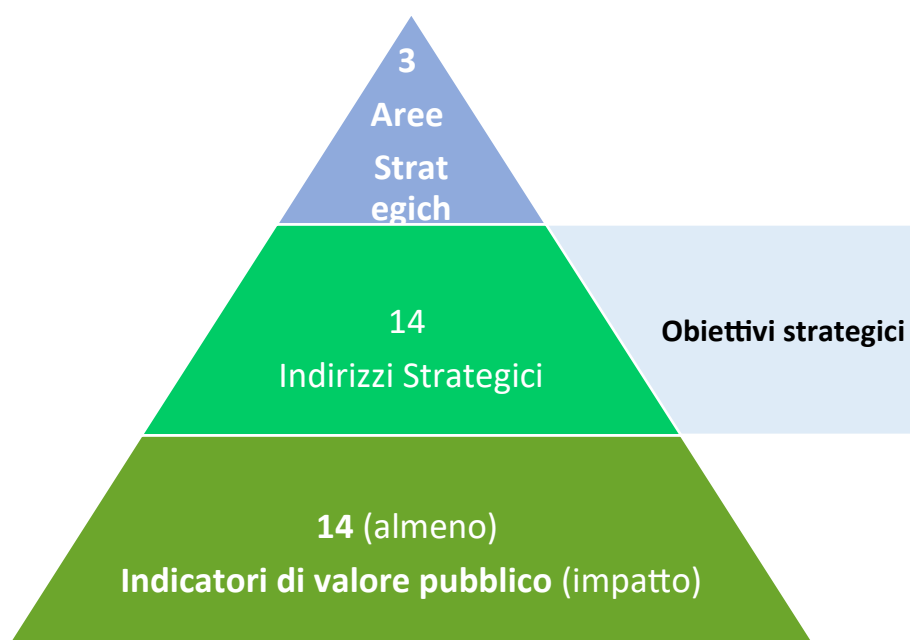 3
Aree
Strat
egich
14
Indirizzi Strategici
Obiettivi strategici
14 (almeno)
Indicatori di valore pubblico (impatto)